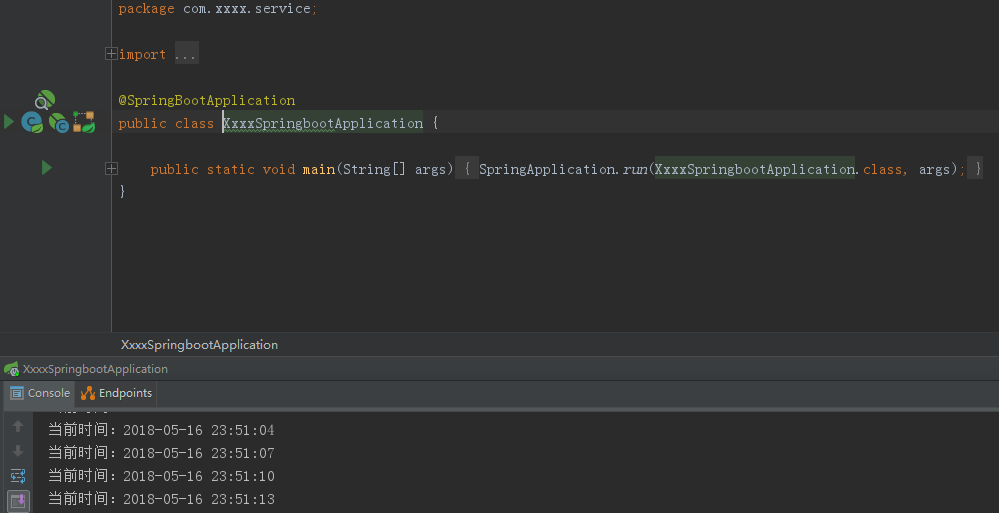 package com.xxxx.service;
import ...
@SpringBootApplication
public class XxxxSpringbootApplication {
public static void main(String[] args) { SpringApplication.run(XxxxSpringbootApplication.class, args); }
}
XxxxSpringbootApplication
XxxxSpringbootApplication
Console Endpoints
当前时间：2018-05-16 23:51:04
当前时间：2018-05-16 23:51:07
当前时间：2018-05-16 23:51:10
当前时间：2018-05-16 23:51:13